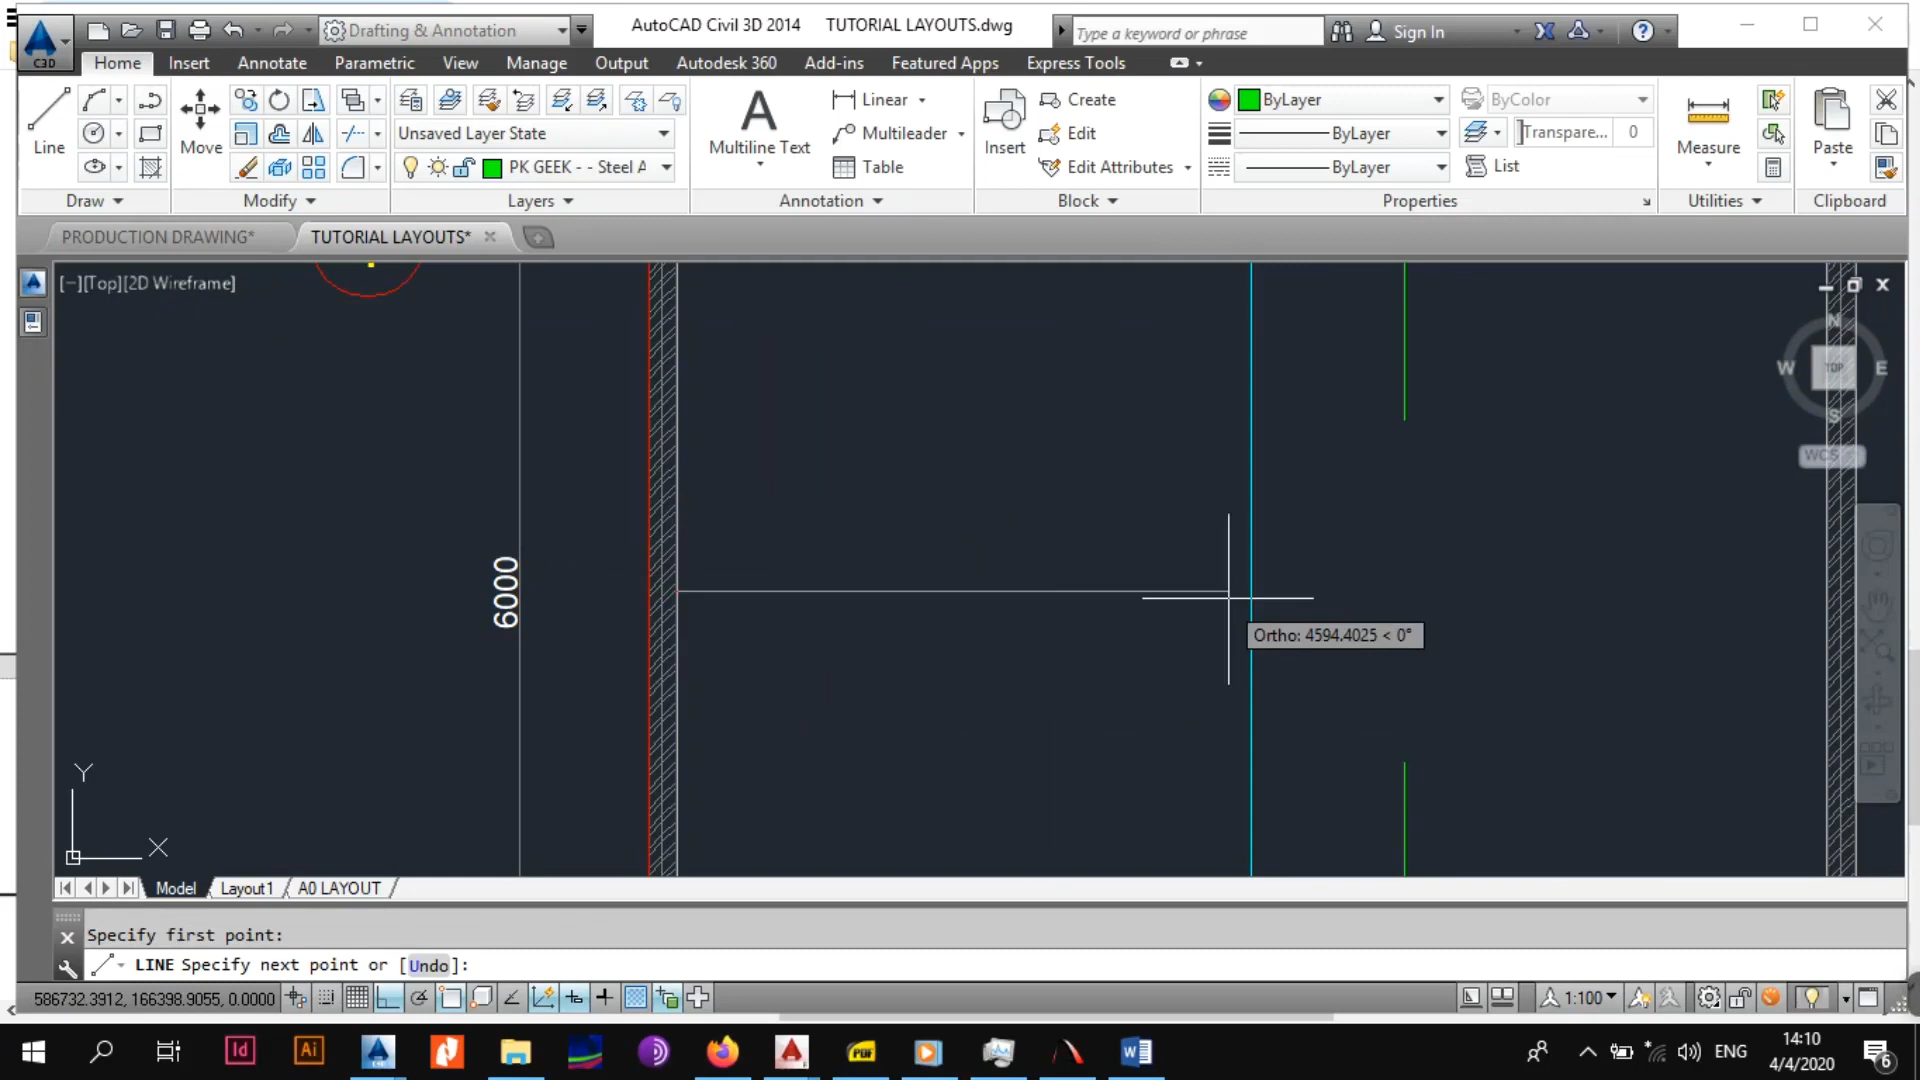 AutoCAD Civil 3D 2014 TUTORIAL LAYOUTS.dwg
Drafting & Annotation
Type a keyword or phrase
Sign In
C3D
Home Insert Annotate Parametric View Manage Output Autodesk 360 Add-ins Featured Apps Express Tools
Line
Move
Unsaved Layer State
PK GEEK - - Steel A
A
Multiline Text
Linear
Multileader
Table
Insert
Create
Edit
Edit Attributes
ByLayer
ByLayer
ByLayer
ByColor
Transpare... 0
List
Measure
Paste
Draw Modify Layers Annotation Block Properties Utilities Clipboard
PRODUCTION DRAWING* TUTORIAL LAYOUTS*
[−][Top][2D Wireframe]
N
W TOP E
S
WCS
6000
Ortho: 4594.4025 < 0°
Y
X
Model Layout1 A0 LAYOUT
Specify first point:
LINE Specify next point or [Undo]:
586732.3912, 166398.9055, 0.0000
1:100
Id
Ai
PDF
W
ENG
14:10
4/4/2020
6